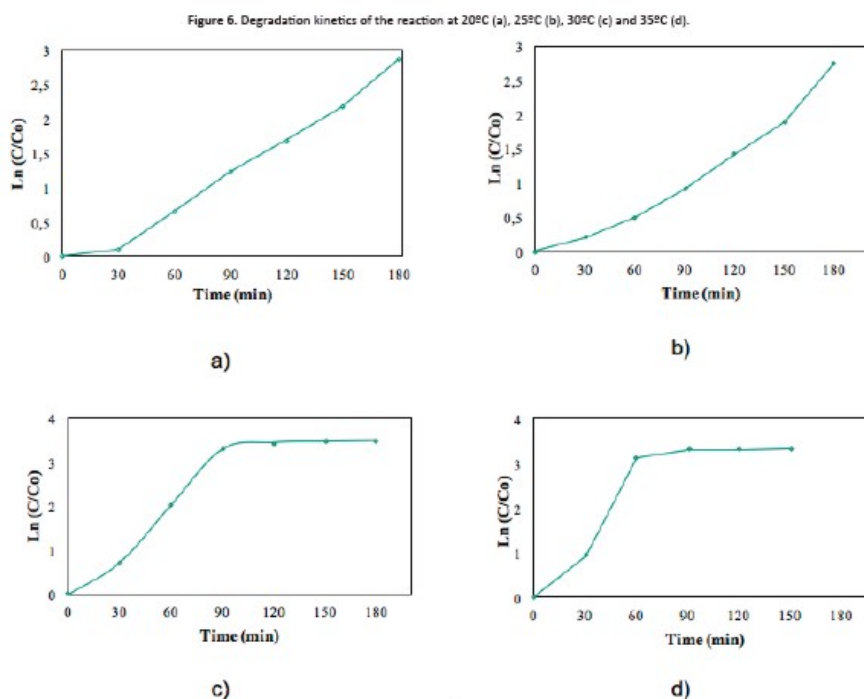 Figure 6. Degradation kinetics of the reaction at 20ºC (a), 25ºC (b), 30ºC (c) and 35ºC (d).
3
2,5
2
1,5
1
0,5
0
Ln (C/Co)
0 30 60 90 120 150 180
Time (min)
a)
3
2,5
2
1,5
1
0,5
0
Ln (C/Co)
0 30 60 90 120 150 180
Time (min)
b)
4
3
2
1
0
Ln (C/Co)
0 30 60 90 120 150 180
Time (min)
c)
4
3
2
1
0
Ln (C/Co)
0 30 60 90 120 150 180
Time (min)
d)